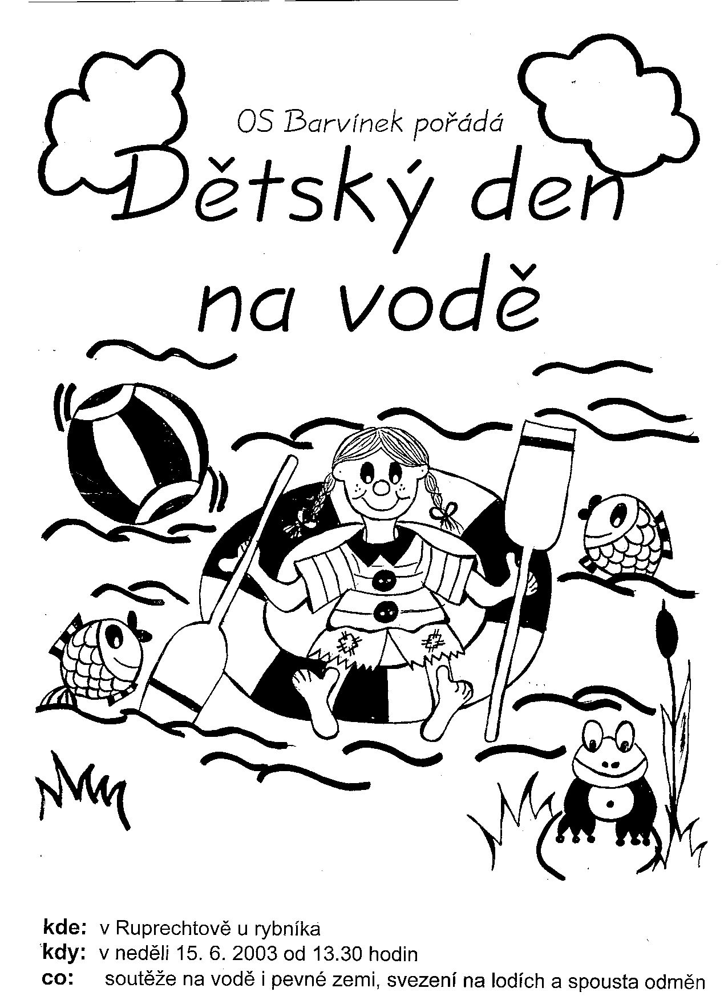 OS Barvínek pořádá
Dětský den
na vodě
kde: v Ruprechtově u rybníka
kdy: v neděli 15. 6. 2003 od 13.30 hodin
co: soutěže na vodě i pevné zemi, svezení na lodích a spousta odměn